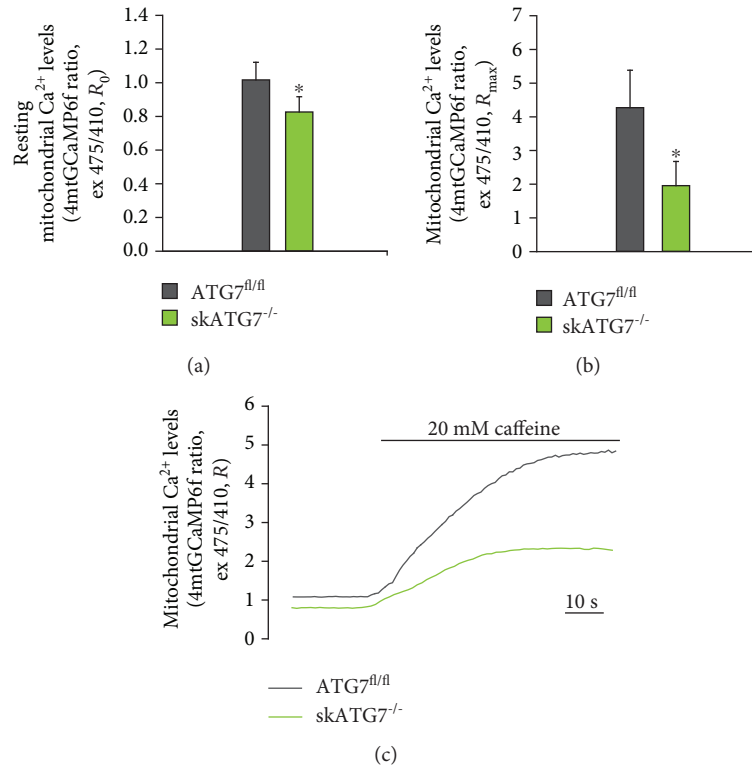 Resting
mitochondrial Ca²⁺ levels
(4mtGCaMP6f ratio,
ex 475/410, R₀)
1.4
1.2
1.0
0.8
0.6
0.4
0.2
0.0
*
ATG7fl/fl
skATG7-/-
(a)
Mitochondrial Ca²⁺ levels
(4mtGCaMP6f ratio,
ex 475/410, Rmax)
7
6
5
4
3
2
1
0
*
ATG7fl/fl
skATG7-/-
(b)
Mitochondrial Ca²⁺ levels
(4mtGCaMP6f ratio,
ex 475/410, R)
6
5
4
3
2
1
0
20 mM caffeine
10 s
ATG7fl/fl
skATG7-/-
(c)